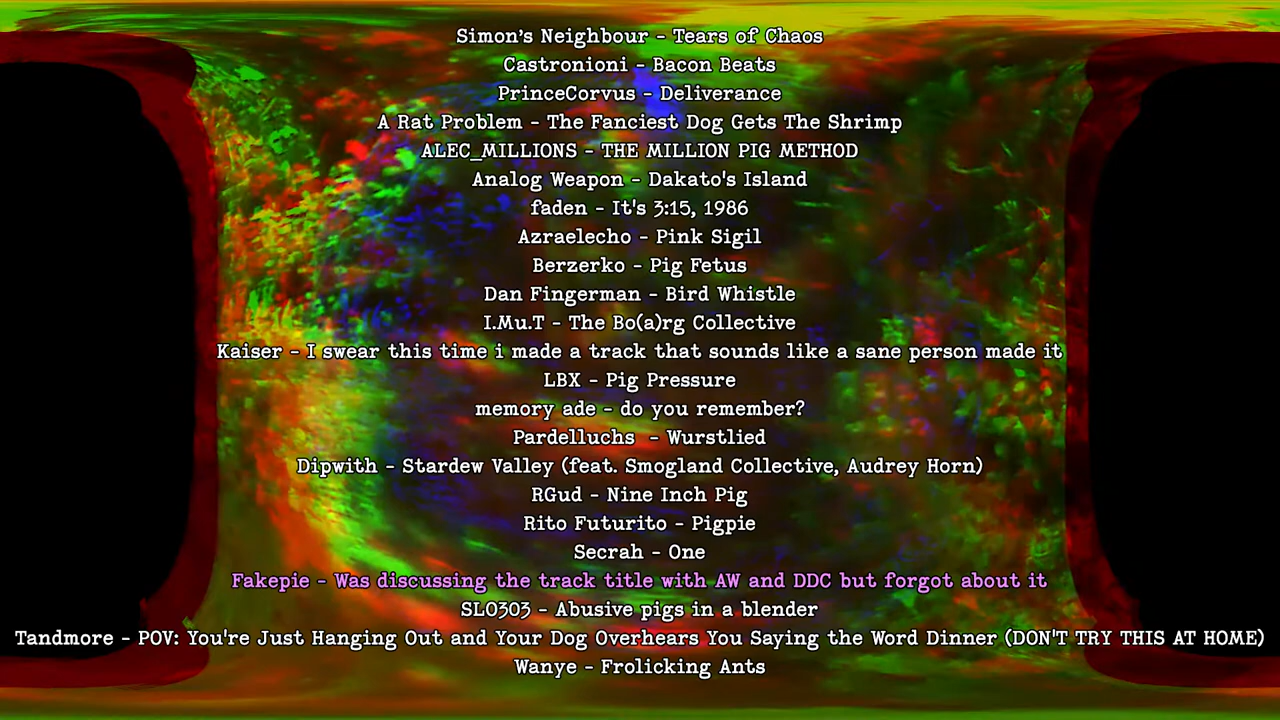 Simon’s Neighbour - Tears of Chaos
Castronioni - Bacon Beats
PrinceCorvus - Deliverance
A Rat Problem - The Fanciest Dog Gets The Shrimp
ALEC_MILLIONS - THE MILLION PIG METHOD
Analog Weapon - Dakato's Island
faden - It's 3:15, 1986
Azraelecho - Pink Sigil
Berzerko - Pig Fetus
Dan Fingerman - Bird Whistle
I.Mu.T - The Bo(a)rg Collective
Kaiser - I swear this time i made a track that sounds like a sane person made it
LBX - Pig Pressure
memory ade - do you remember?
Pardelluchs - Wurstlied
Dipwith - Stardew Valley (feat. Smogland Collective, Audrey Horn)
RGud - Nine Inch Pig
Rito Futurito - Pigpie
Secrah - One
Fakepie - Was discussing the track title with AW and DDC but forgot about it
SLO303 - Abusive pigs in a blender
Tandmore - POV: You're Just Hanging Out and Your Dog Overhears You Saying the Word Dinner (DON'T TRY THIS AT HOME)
Wanye - Frolicking Ants